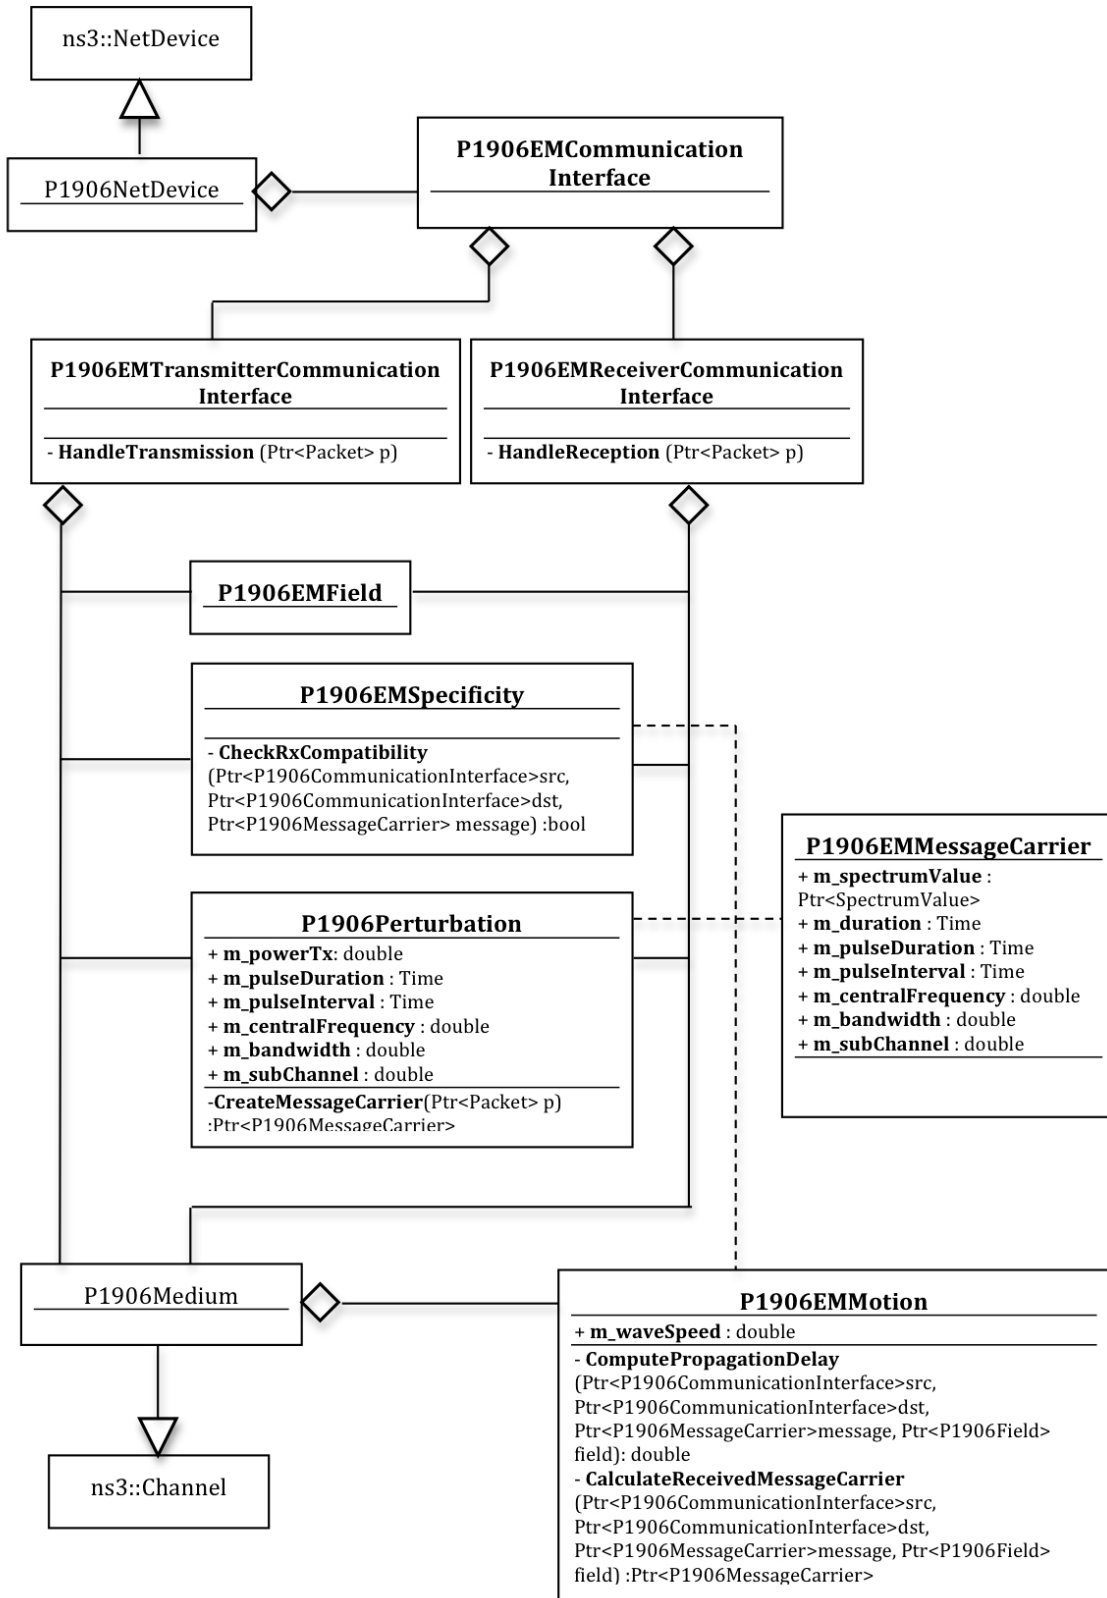 ns3::NetDevice
P1906NetDevice
P1906EMCommunication
Interface
P1906EMTransmitterCommunication
Interface
- HandleTransmission (Ptr<Packet> p)
P1906EMReceiverCommunication
Interface
- HandleReception (Ptr<Packet> p)
P1906EMField
P1906EMSpecificity
- CheckRxCompatibility
(Ptr<P1906CommunicationInterface>src,
Ptr<P1906CommunicationInterface>dst,
Ptr<P1906MessageCarrier> message) :bool
P1906EMMessageCarrier
+ m_spectrumValue :
Ptr<SpectrumValue>
+ m_duration : Time
+ m_pulseDuration : Time
+ m_pulseInterval : Time
+ m_centralFrequency : double
+ m_bandwidth : double
+ m_subChannel : double
P1906Perturbation
+ m_powerTx: double
+ m_pulseDuration : Time
+ m_pulseInterval : Time
+ m_centralFrequency : double
+ m_bandwidth : double
+ m_subChannel : double
-CreateMessageCarrier(Ptr<Packet> p)
:Ptr<P1906MessageCarrier>
P1906Medium
ns3::Channel
P1906EMMotion
+ m_waveSpeed : double
- ComputePropagationDelay
(Ptr<P1906CommunicationInterface>src,
Ptr<P1906CommunicationInterface>dst,
Ptr<P1906MessageCarrier>message, Ptr<P1906Field>
field): double
- CalculateReceivedMessageCarrier
(Ptr<P1906CommunicationInterface>src,
Ptr<P1906CommunicationInterface>dst,
Ptr<P1906MessageCarrier>message, Ptr<P1906Field>
field) :Ptr<P1906MessageCarrier>